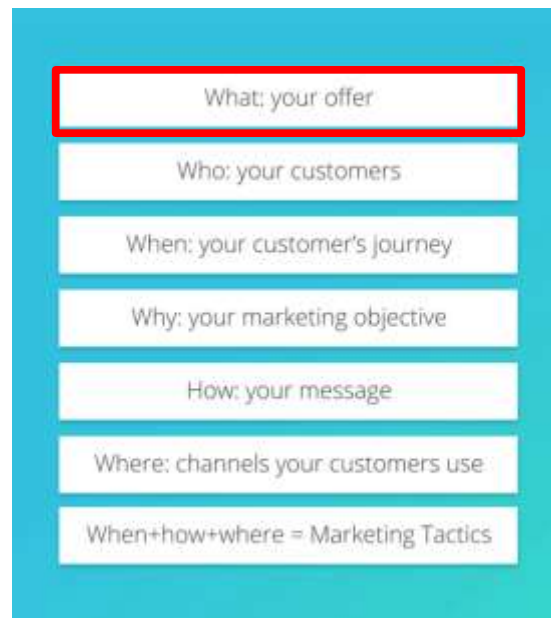 What: your offer
Who: your customers
When: your customer's journey
Why: your marketing objective
How: your message
Where: channels your customers use
When+how+where = Marketing Tactics